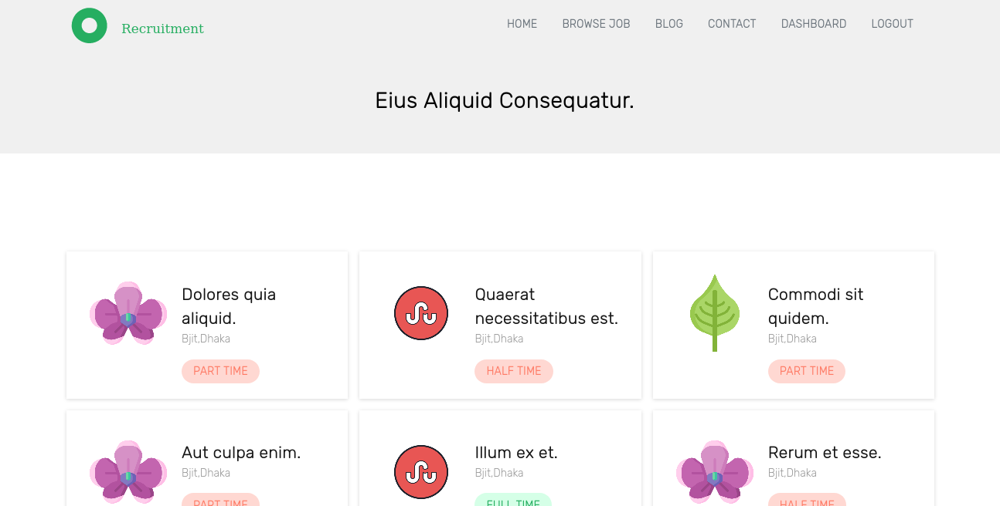 Recruitment
HOME BROWSE JOB BLOG CONTACT DASHBOARD LOGOUT
Eius Aliquid Consequatur.
Dolores quia
aliquid.
Bjit,Dhaka
PART TIME
Quaerat
necessitatibus est.
Bjit,Dhaka
HALF TIME
Commodi sit
quidem.
Bjit,Dhaka
PART TIME
Aut culpa enim.
Bjit,Dhaka
PART TIME
Illum ex et.
Bjit,Dhaka
FULL TIME
Rerum et esse.
Bjit,Dhaka
HALF TIME